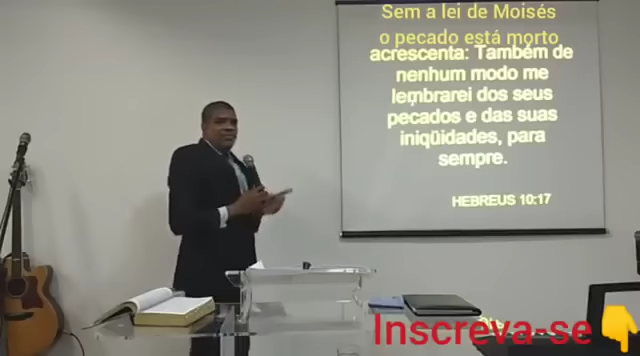 Sem a lei de Moisés
o pecado está morto
acrescenta: Também de
nenhum modo me
lembrarei dos seus
pecados e das suas
iniqüidades, para
sempre.
HEBREUS 10:17
Inscreva-se